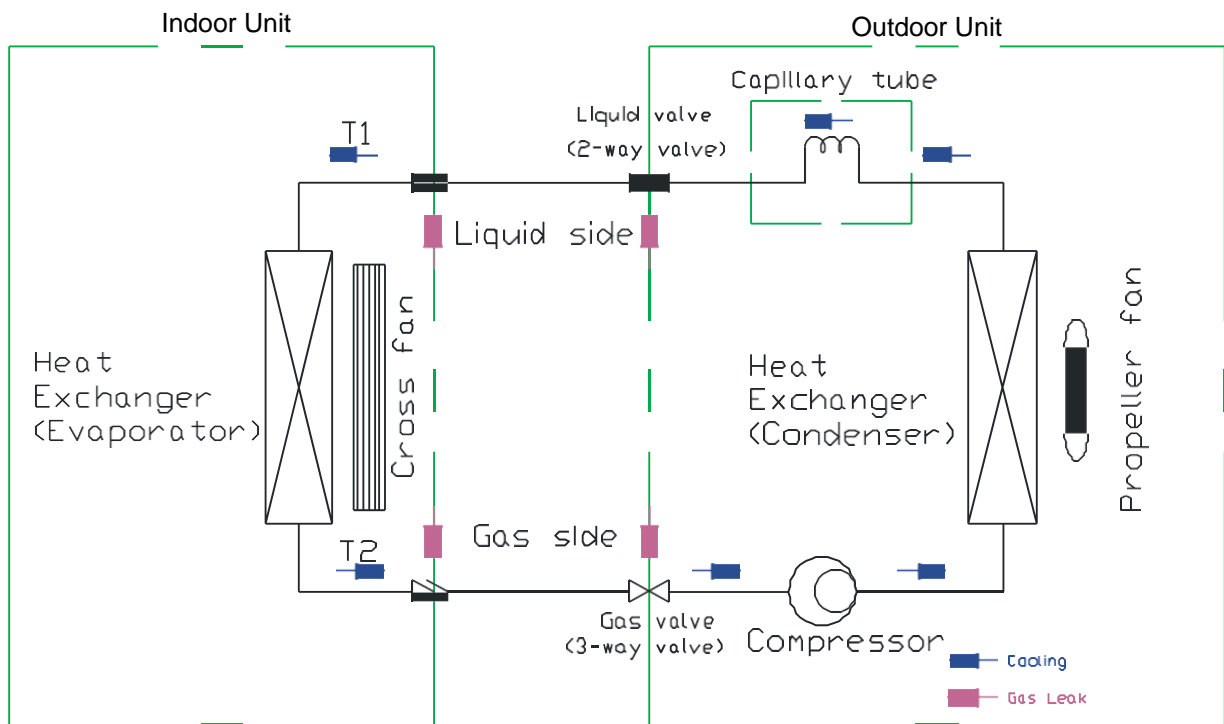 Indoor Unit
Outdoor Unit
Capillary tube
Liquid valve
(2-way valve)
T1
Liquid side
Heat
Exchanger
(Evaporator)
Cross fan
Heat
Exchanger
(Condenser)
Propeller fan
T2
Gas side
Gas valve
(3-way valve)
Compressor
Cooling
Gas Leak